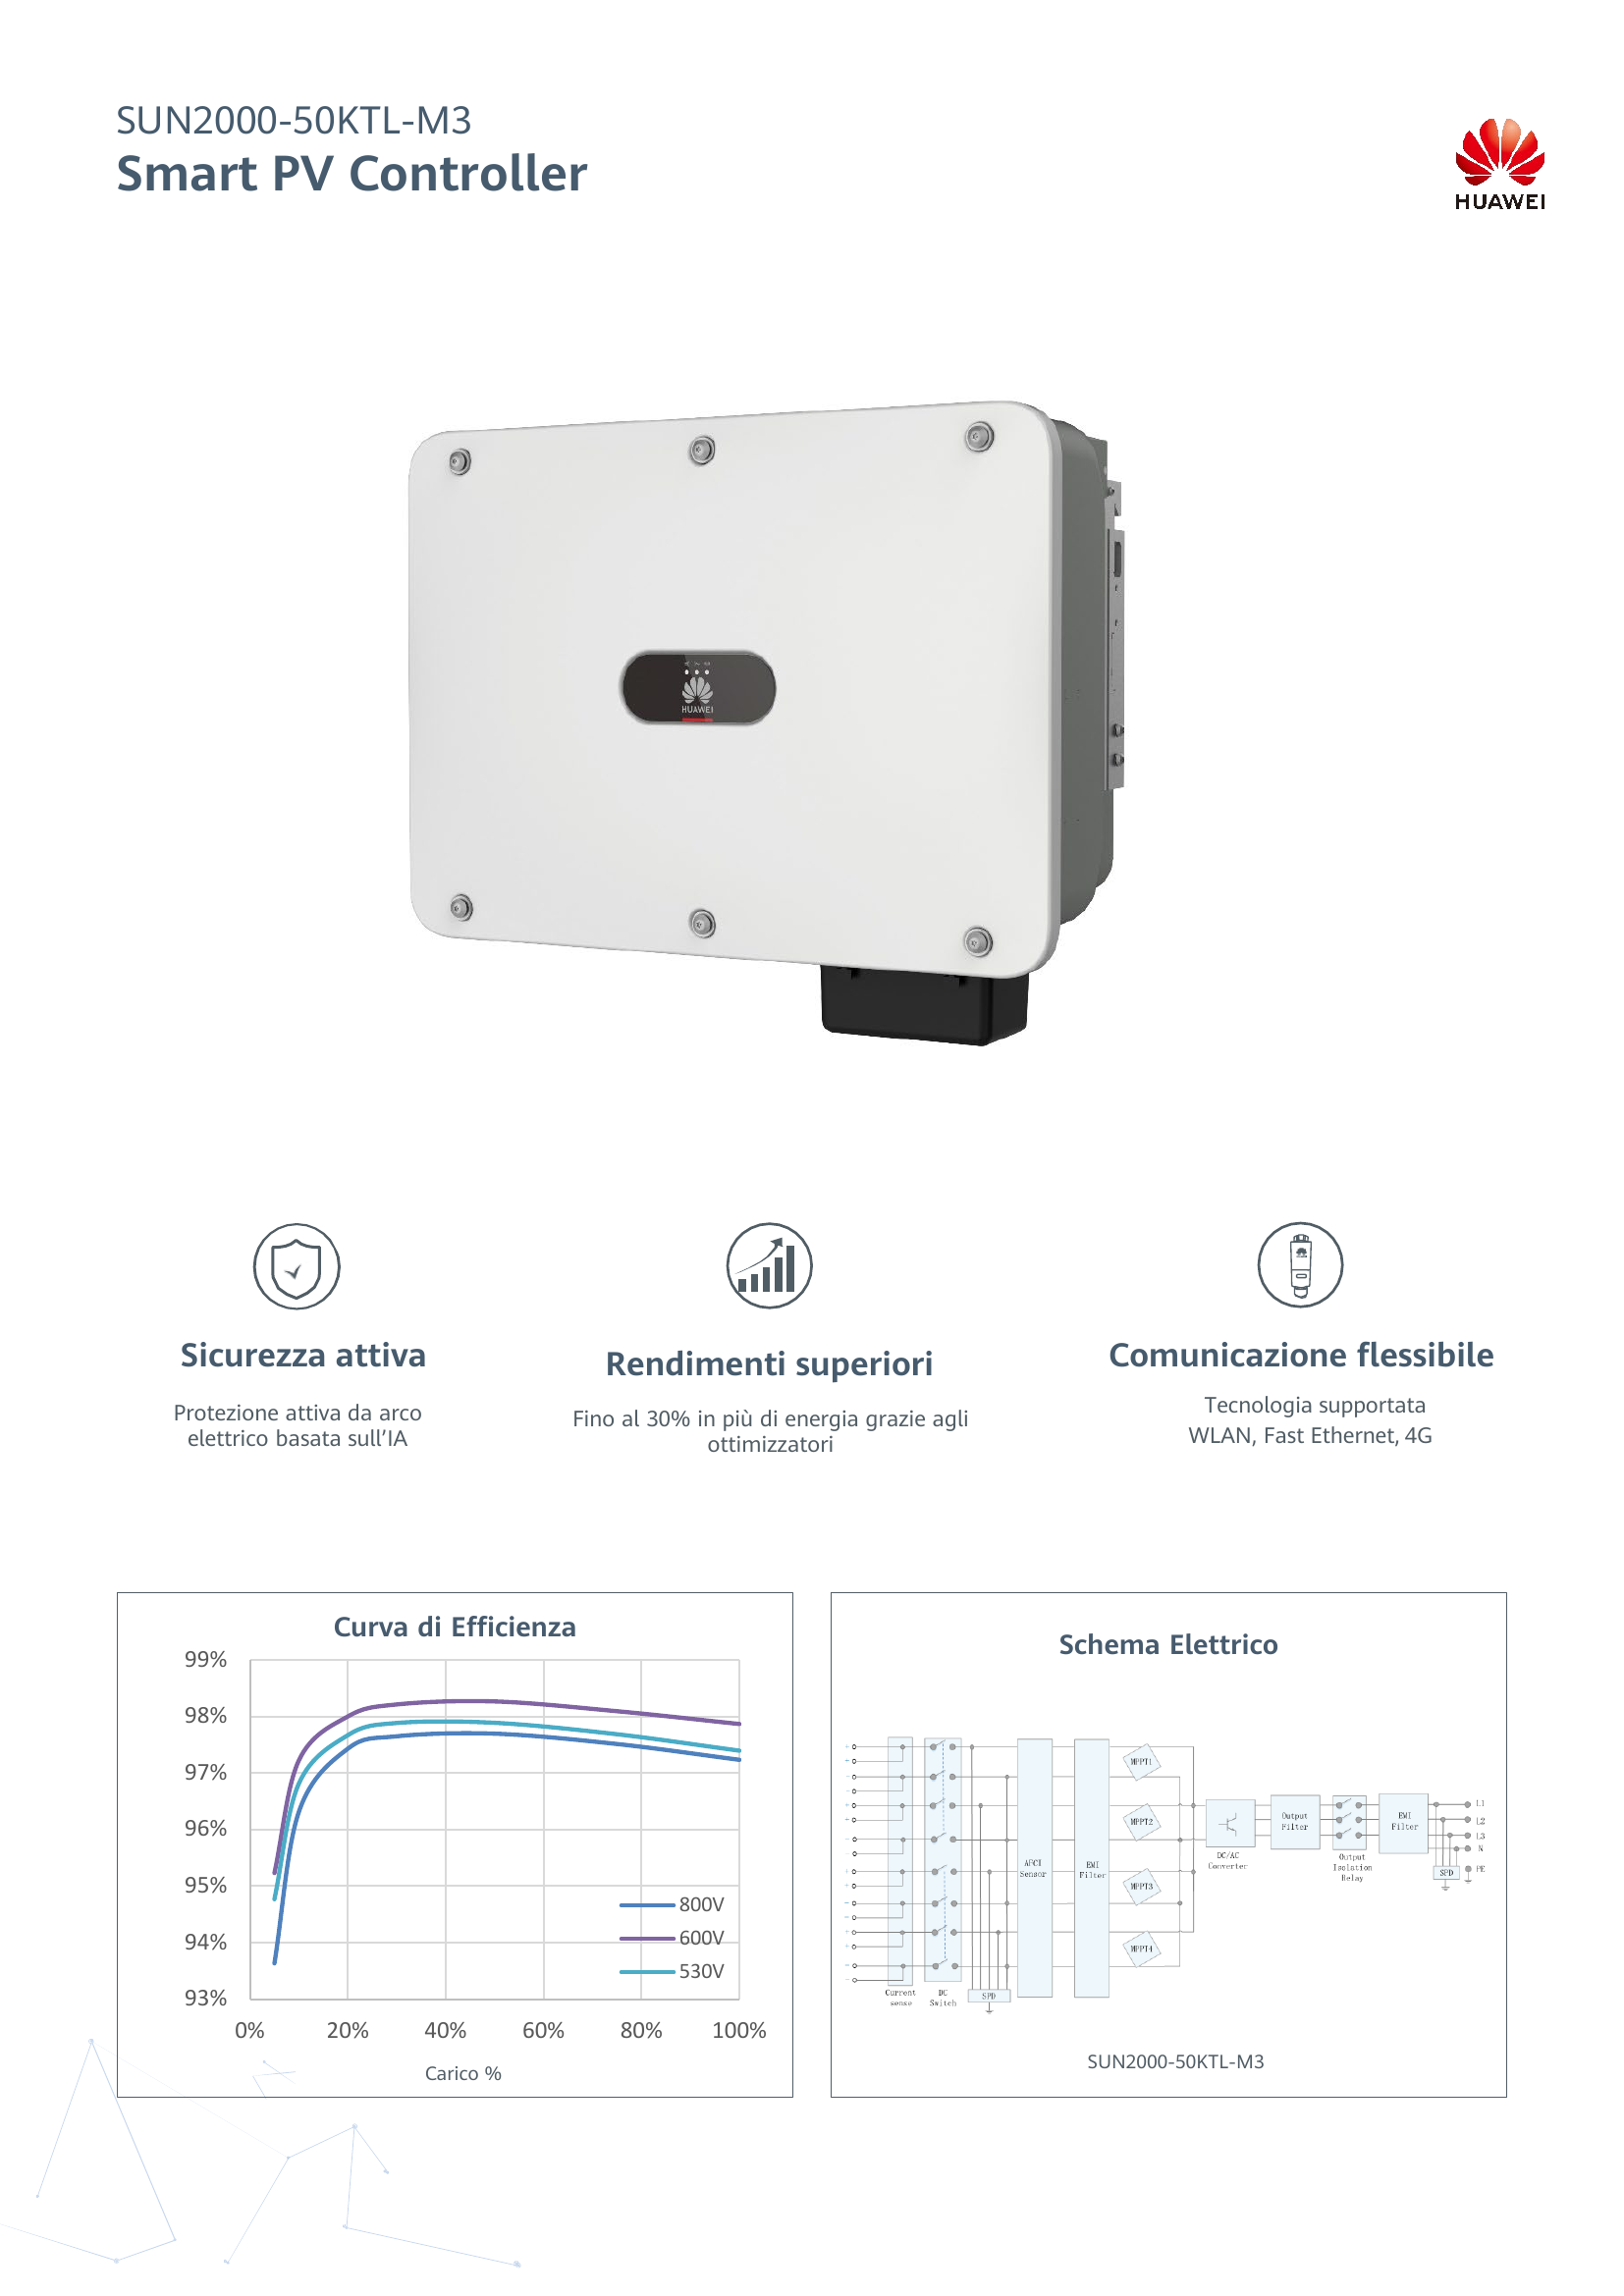 SUN2000-50KTL-M3
Smart PV Controller
HUAWEI
HUAWEI
Sicurezza attiva
Protezione attiva da arco
elettrico basata sull’IA
Rendimenti superiori
Fino al 30% in più di energia grazie agli
ottimizzatori
Comunicazione flessibile
Tecnologia supportata
WLAN, Fast Ethernet, 4G
Curva di Efficienza
99%
98%
97%
96%
95%
94%
93%
0% 20% 40% 60% 80% 100%
800V
600V
530V
Carico %
Schema Elettrico
Current
sense
DC
Switch
SPD
AFCI
Sensor
EMI
Filter
MPPT1
MPPT2
MPPT3
MPPT4
DC/AC
Converter
Output
Filter
Output
Isolation
Relay
EMI
Filter
SPD
L1
L2
L3
N
PE
SUN2000-50KTL-M3